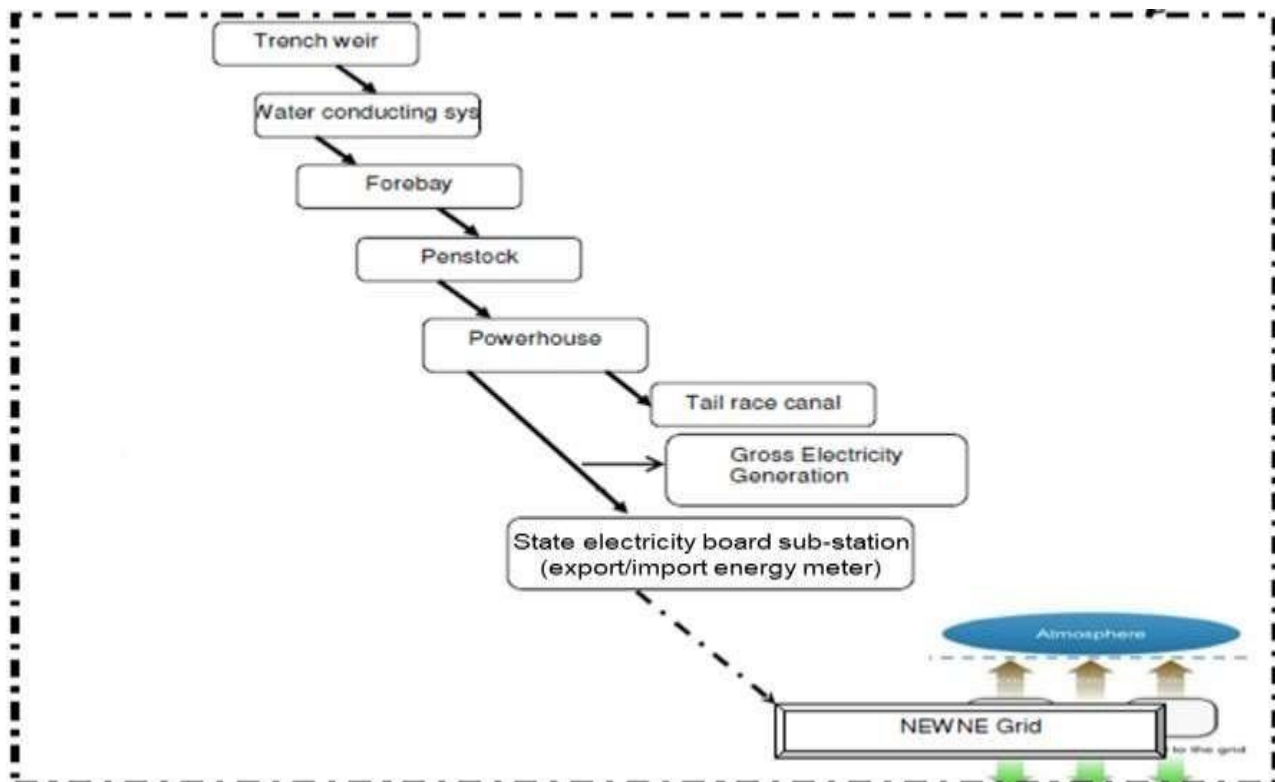 Trench weir
Water conducting sys
Forebay
Penstock
Powerhouse
Tail race canal
Gross Electricity
Generation
State electricity board sub-station
(export/import energy meter)
Atmosphere
NEWNE Grid
to the grid